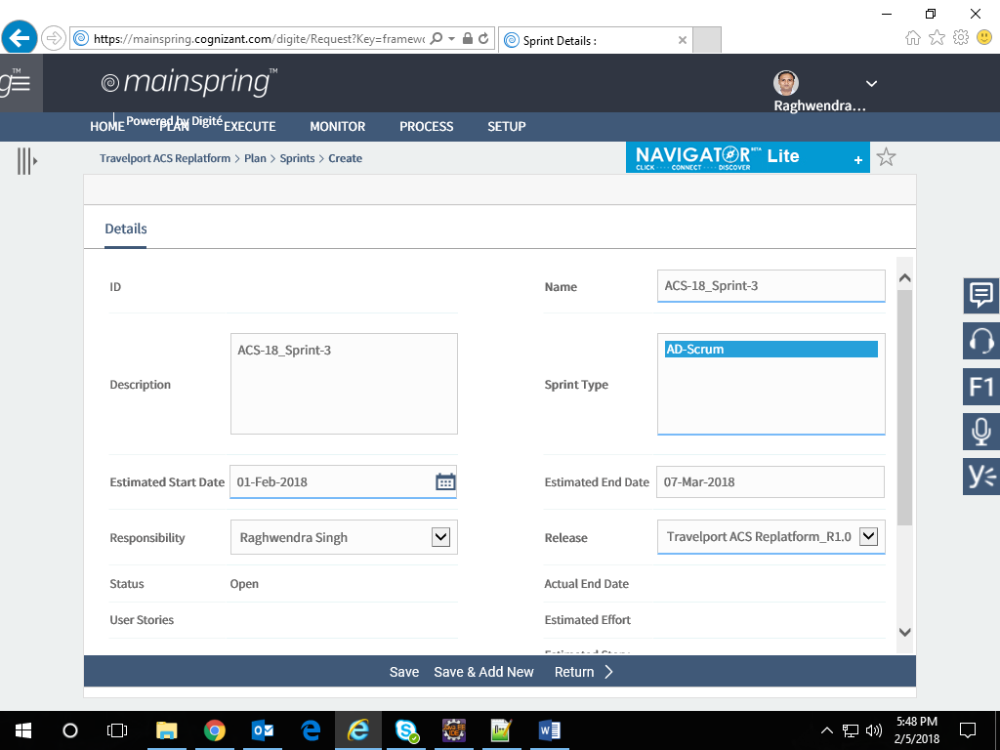 https://mainspring.cognizant.com/digite/Request?Key=framewo
Sprint Details :
mainspring™
Powered by Digité
Raghwendra...
HOME PLAN EXECUTE MONITOR PROCESS SETUP
Travelport ACS Replatform > Plan > Sprints > Create
NAVIGATOR BETA Lite +
CLICK ···· CONNECT ···· DISCOVER
Details
ID
Name ACS-18_Sprint-3
Description ACS-18_Sprint-3
Sprint Type AD-Scrum
Estimated Start Date 01-Feb-2018
Estimated End Date 07-Mar-2018
Responsibility Raghwendra Singh
Release Travelport ACS Replatform_R1.0
Status Open
Actual End Date
User Stories
Estimated Effort
F1
Save Save & Add New Return >
5:48 PM
2/5/2018